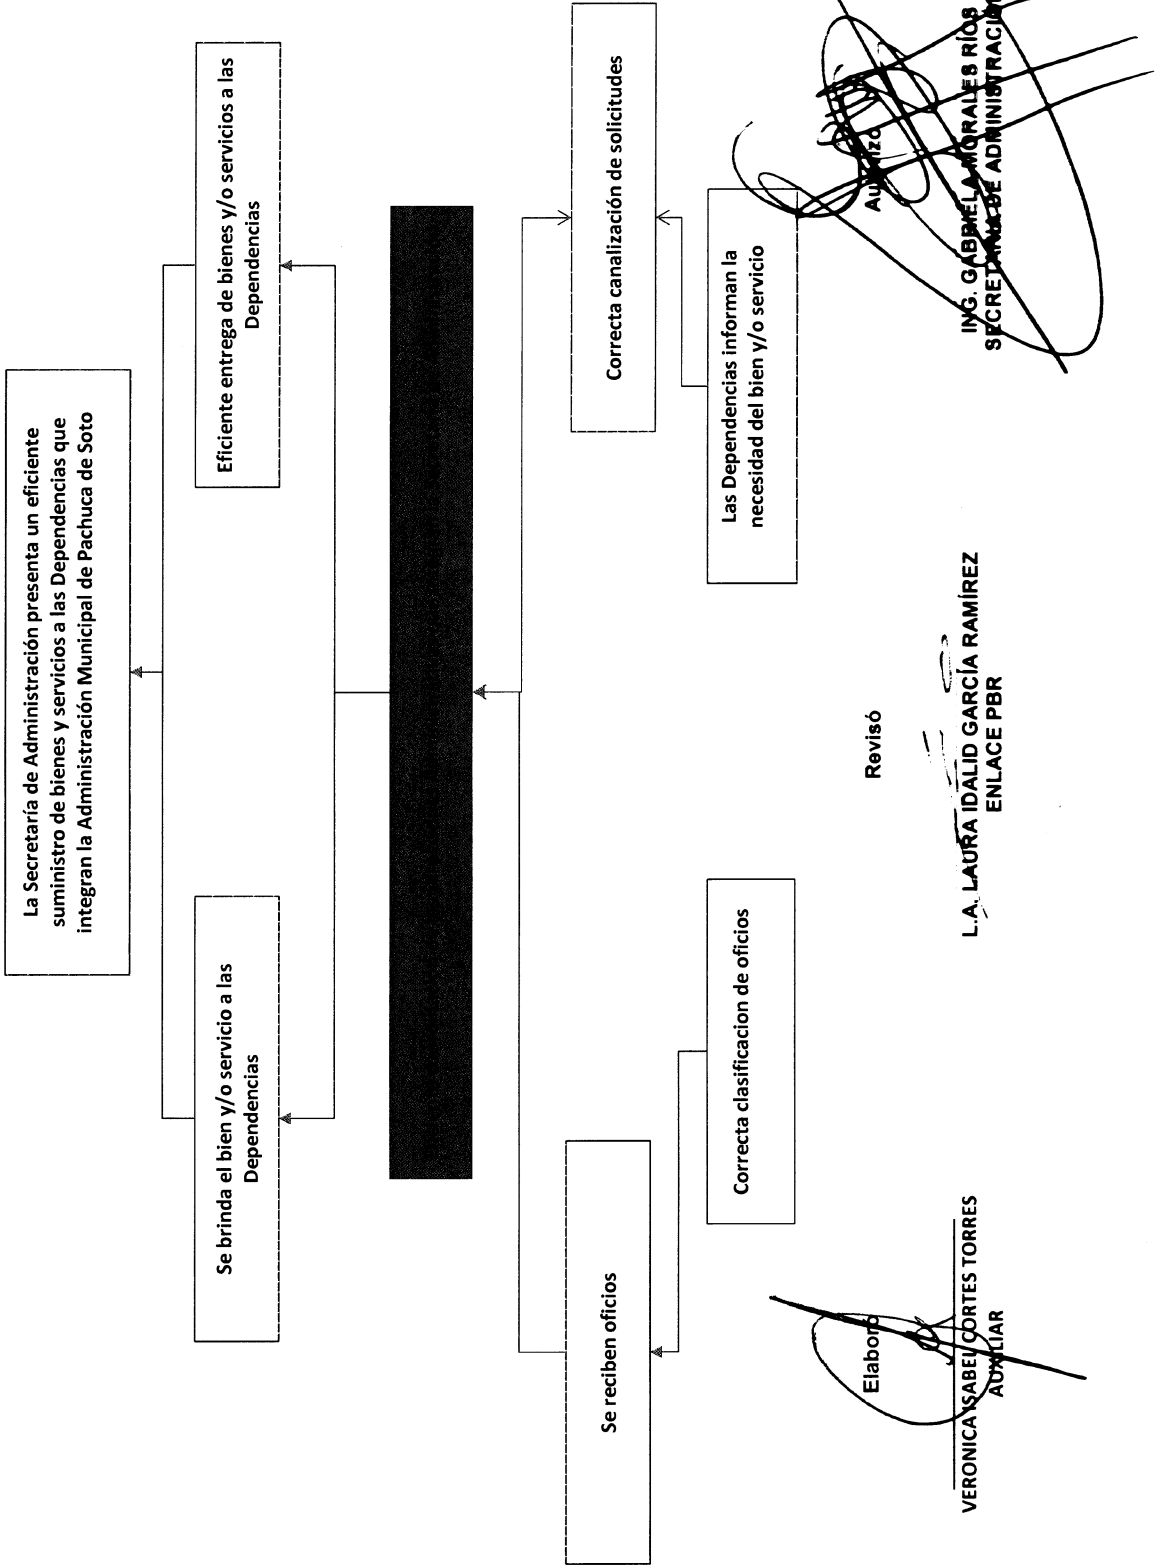 La Secretaría de Administración presenta un eficiente
suministro de bienes y servicios a las Dependencias que
integran la Administración Municipal de Pachuca de Soto
Se brinda el bien y/o servicio a las
Dependencias
Eficiente entrega de bienes y/o servicios a las
Dependencias
Se reciben oficios
Correcta canalización de solicitudes
Correcta clasificacion de oficios
Las Dependencias informan la
necesidad del bien y/o servicio
Elaboró
VERONICA ISABEL CORTES TORRES
AUXILIAR
Revisó
L.A. LAURA IDALID GARCÍA RAMÍREZ
ENLACE PBR
Autorizó
ING. GABRIELA MORALES RÍOS
SECRETARIA DE ADMINISTRACIÓN